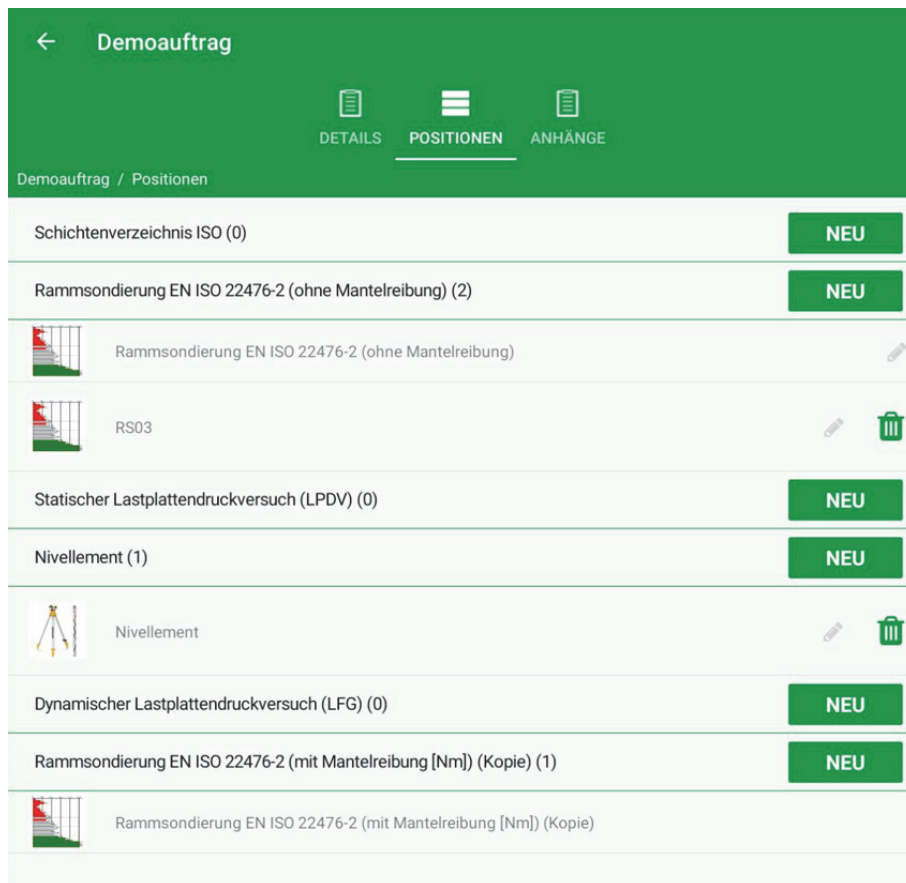 Demoauftrag
DETAILS POSITIONEN ANHÄNGE
Demoauftrag / Positionen
Schichtenverzeichnis ISO (0) NEU
Rammsondierung EN ISO 22476-2 (ohne Mantelreibung) (2) NEU
Rammsondierung EN ISO 22476-2 (ohne Mantelreibung)
RS03
Statischer Lastplattendruckversuch (LPDV) (0) NEU
Nivellement (1) NEU
Nivellement
Dynamischer Lastplattendruckversuch (LFG) (0) NEU
Rammsondierung EN ISO 22476-2 (mit Mantelreibung [Nm]) (Kopie) (1) NEU
Rammsondierung EN ISO 22476-2 (mit Mantelreibung [Nm]) (Kopie)